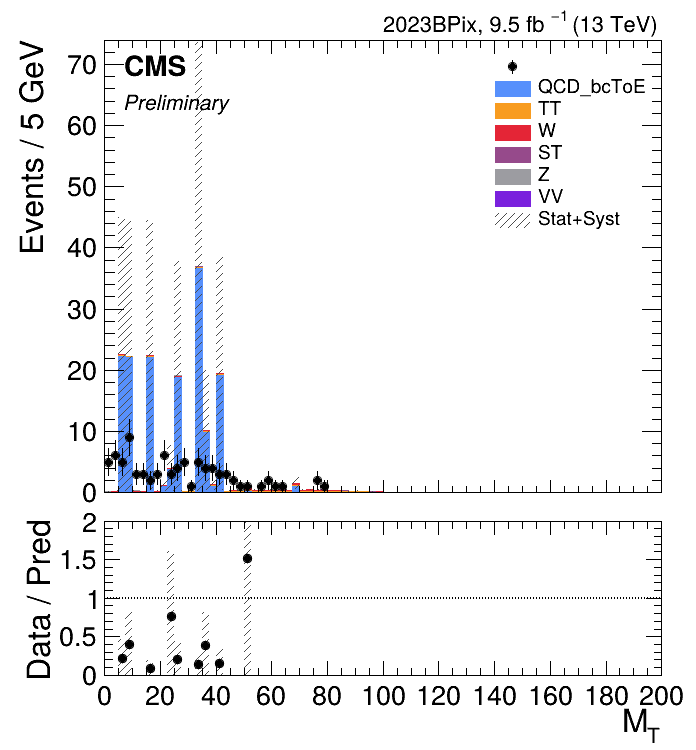 2023BPix, 9.5 fb⁻¹ (13 TeV)
CMS
Preliminary
QCD_bcToE
TT
W
ST
Z
VV
Stat+Syst
Events / 5 GeV
70
60
50
40
30
20
10
0
Data / Pred
2
1.5
1
0.5
0
0 20 40 60 80 100 120 140 160 180 200
M_T